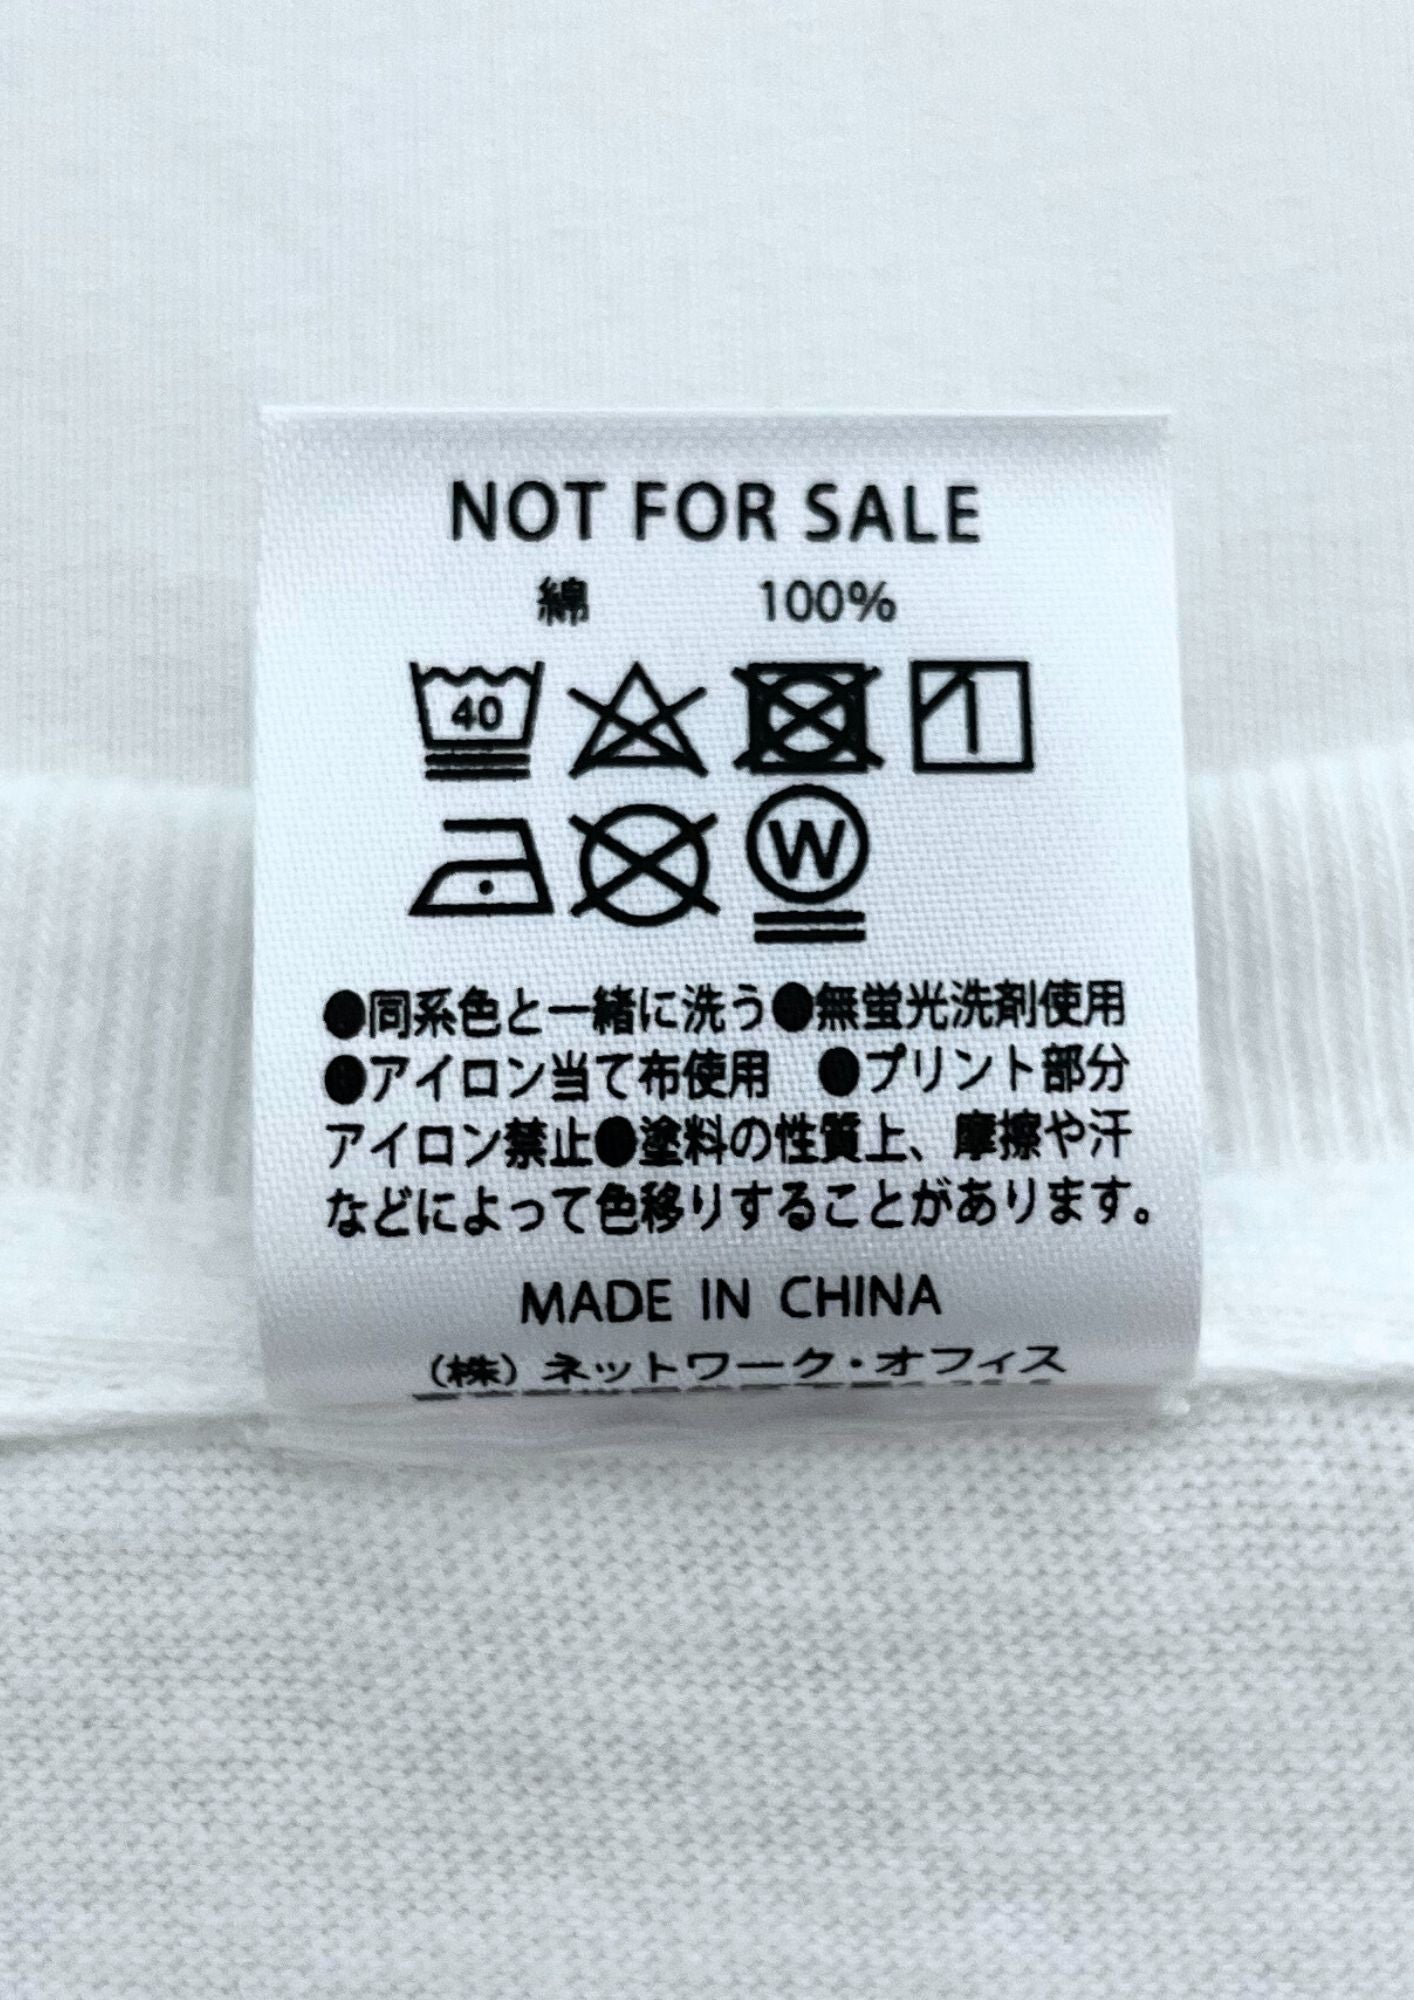 NOT FOR SALE
綿 100%
40
W
●同系色と一緒に洗う●無蛍光洗剤使用
●アイロン当て布使用 ●プリント部分
アイロン禁止●塗料の性質上、摩擦や汗
などによって色移りすることがあります。
MADE IN CHINA
(株)ネットワーク・オフィス